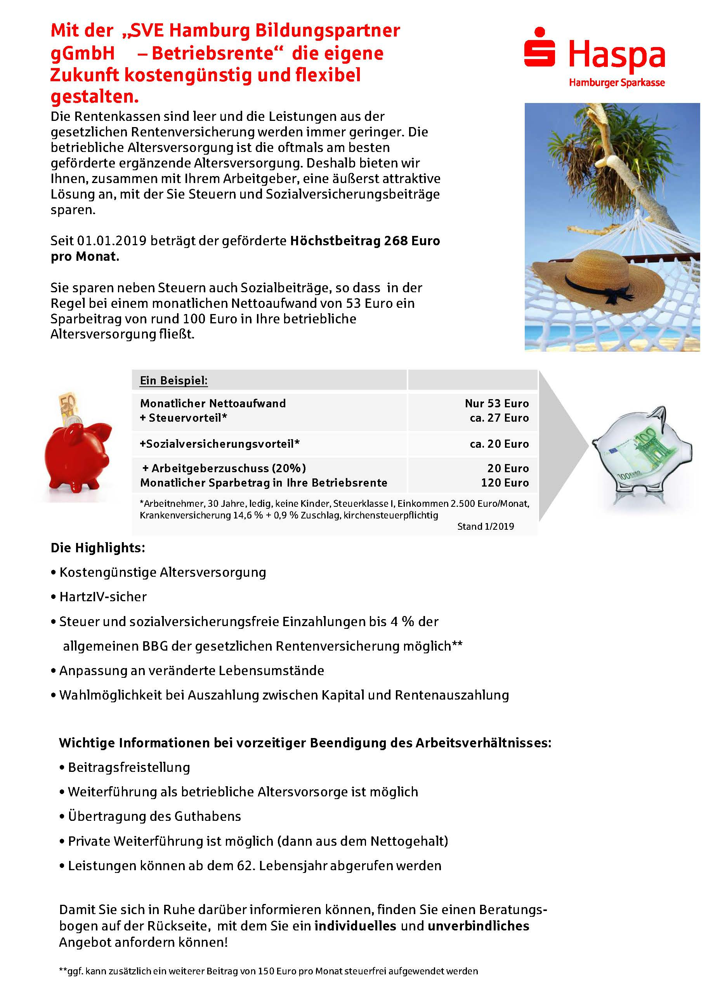 Mit der „SVE Hamburg Bildungspartner
gGmbH – Betriebsrente“ die eigene
Zukunft kostengünstig und flexibel
gestalten.
Haspa
Hamburger Sparkasse
Die Rentenkassen sind leer und die Leistungen aus der
gesetzlichen Rentenversicherung werden immer geringer. Die
betriebliche Altersversorgung ist die oftmals am besten
geförderte ergänzende Altersversorgung. Deshalb bieten wir
Ihnen, zusammen mit Ihrem Arbeitgeber, eine äußerst attraktive
Lösung an, mit der Sie Steuern und Sozialversicherungsbeiträge
sparen.
Seit 01.01.2019 beträgt der geförderte Höchstbeitrag 268 Euro
pro Monat.
Sie sparen neben Steuern auch Sozialbeiträge, so dass in der
Regel bei einem monatlichen Nettoaufwand von 53 Euro ein
Sparbeitrag von rund 100 Euro in Ihre betriebliche
Altersversorgung fließt.
Ein Beispiel:
Monatlicher Nettoaufwand Nur 53 Euro
+ Steuervorteil* ca. 27 Euro
+Sozialversicherungsvorteil* ca. 20 Euro
+ Arbeitgeberzuschuss (20%) 20 Euro
Monatlicher Sparbetrag in Ihre Betriebsrente 120 Euro
*Arbeitnehmer, 30 Jahre, ledig, keine Kinder, Steuerklasse I, Einkommen 2.500 Euro/Monat,
Krankenversicherung 14,6 % + 0,9 % Zuschlag, kirchensteuerpflichtig
Stand 1/2019
50
100
100 EURO
Die Highlights:
• Kostengünstige Altersversorgung
• HartzIV-sicher
• Steuer und sozialversicherungsfreie Einzahlungen bis 4 % der
allgemeinen BBG der gesetzlichen Rentenversicherung möglich**
• Anpassung an veränderte Lebensumstände
• Wahlmöglichkeit bei Auszahlung zwischen Kapital und Rentenauszahlung
Wichtige Informationen bei vorzeitiger Beendigung des Arbeitsverhältnisses:
• Beitragsfreistellung
• Weiterführung als betriebliche Altersvorsorge ist möglich
• Übertragung des Guthabens
• Private Weiterführung ist möglich (dann aus dem Nettogehalt)
• Leistungen können ab dem 62. Lebensjahr abgerufen werden
Damit Sie sich in Ruhe darüber informieren können, finden Sie einen Beratungs-
bogen auf der Rückseite, mit dem Sie ein individuelles und unverbindliches
Angebot anfordern können!
**ggf. kann zusätzlich ein weiterer Beitrag von 150 Euro pro Monat steuerfrei aufgewendet werden